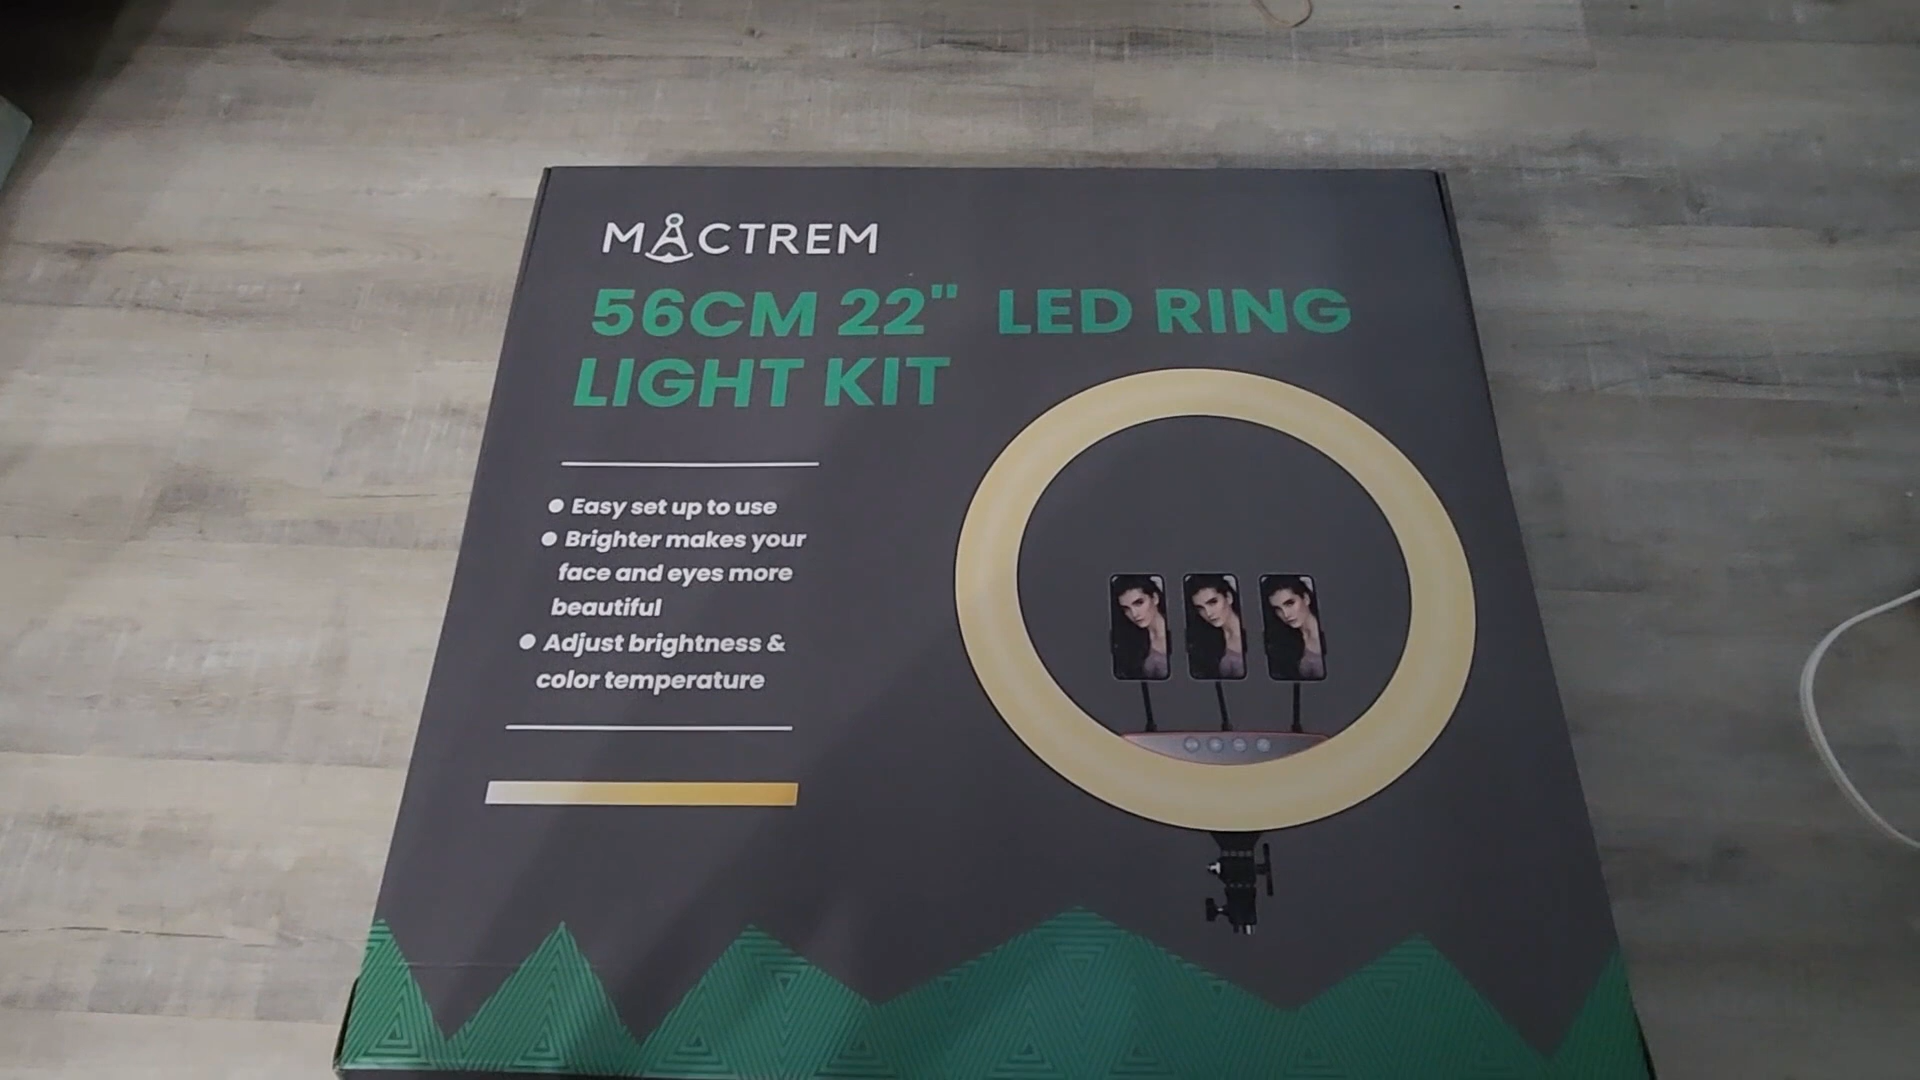 MACTREM
56CM 22" LED RING
LIGHT KIT
● Easy set up to use
● Brighter makes your
face and eyes more
beautiful
● Adjust brightness &
color temperature